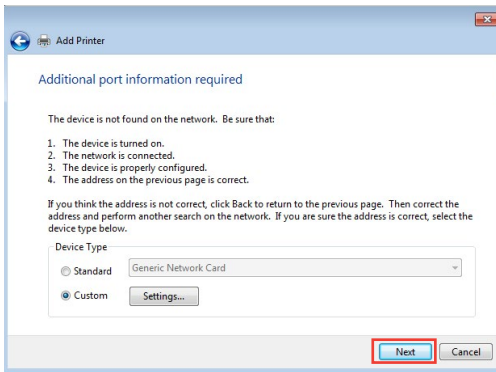 Add Printer
Additional port information required
The device is not found on the network. Be sure that:
1. The device is turned on.
2. The network is connected.
3. The device is properly configured.
4. The address on the previous page is correct.
If you think the address is not correct, click Back to return to the previous page. Then correct the
address and perform another search on the network. If you are sure the address is correct, select the
device type below.
Device Type
Standard
Generic Network Card
Custom
Settings...
Next
Cancel